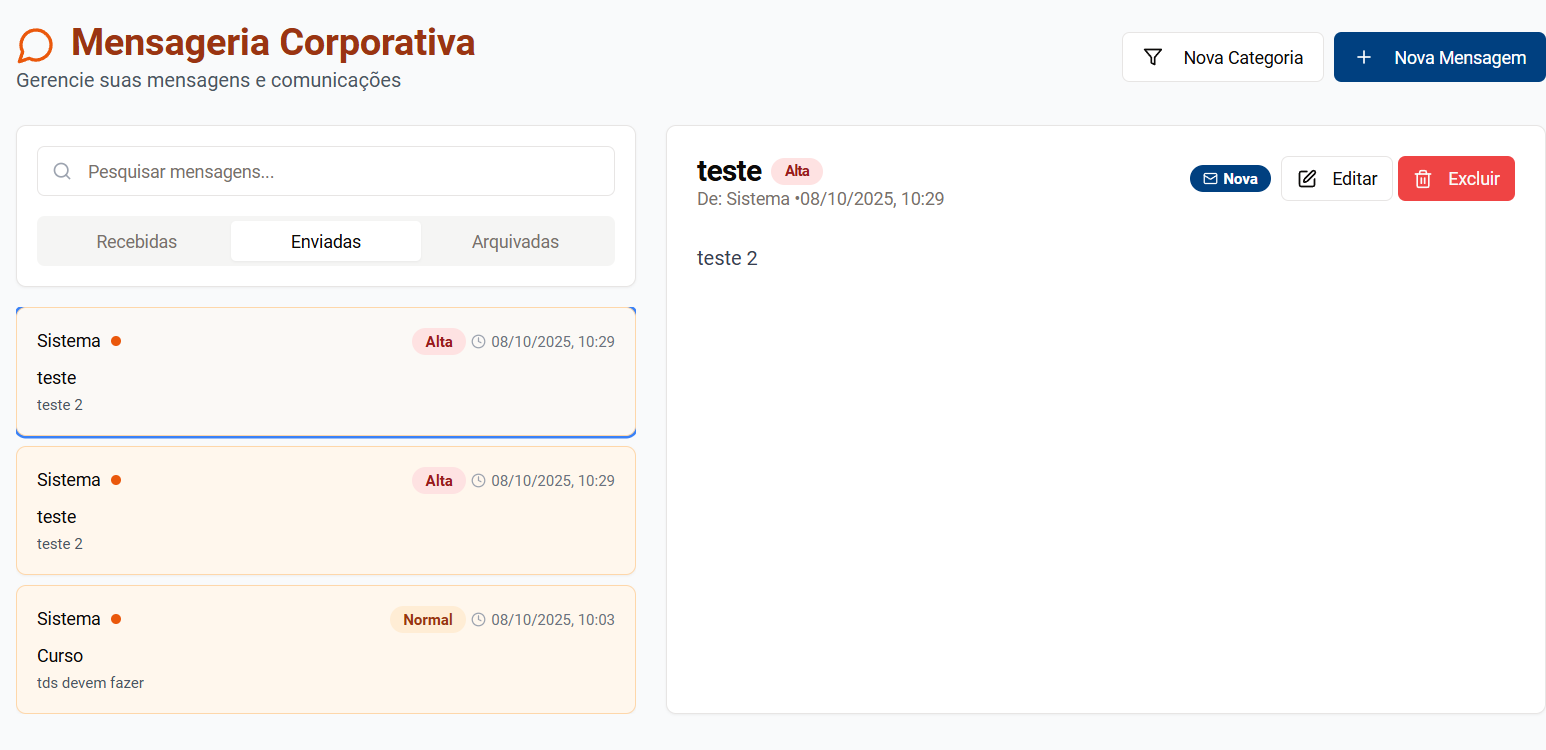 Mensageria Corporativa
Gerencie suas mensagens e comunicações
Nova Categoria
Nova Mensagem
Pesquisar mensagens...
Recebidas Enviadas Arquivadas
Sistema Alta 08/10/2025, 10:29
teste
teste 2
Sistema Alta 08/10/2025, 10:29
teste
teste 2
Sistema Normal 08/10/2025, 10:03
Curso
tds devem fazer
teste Alta
De: Sistema •08/10/2025, 10:29
Nova Editar Excluir
teste 2